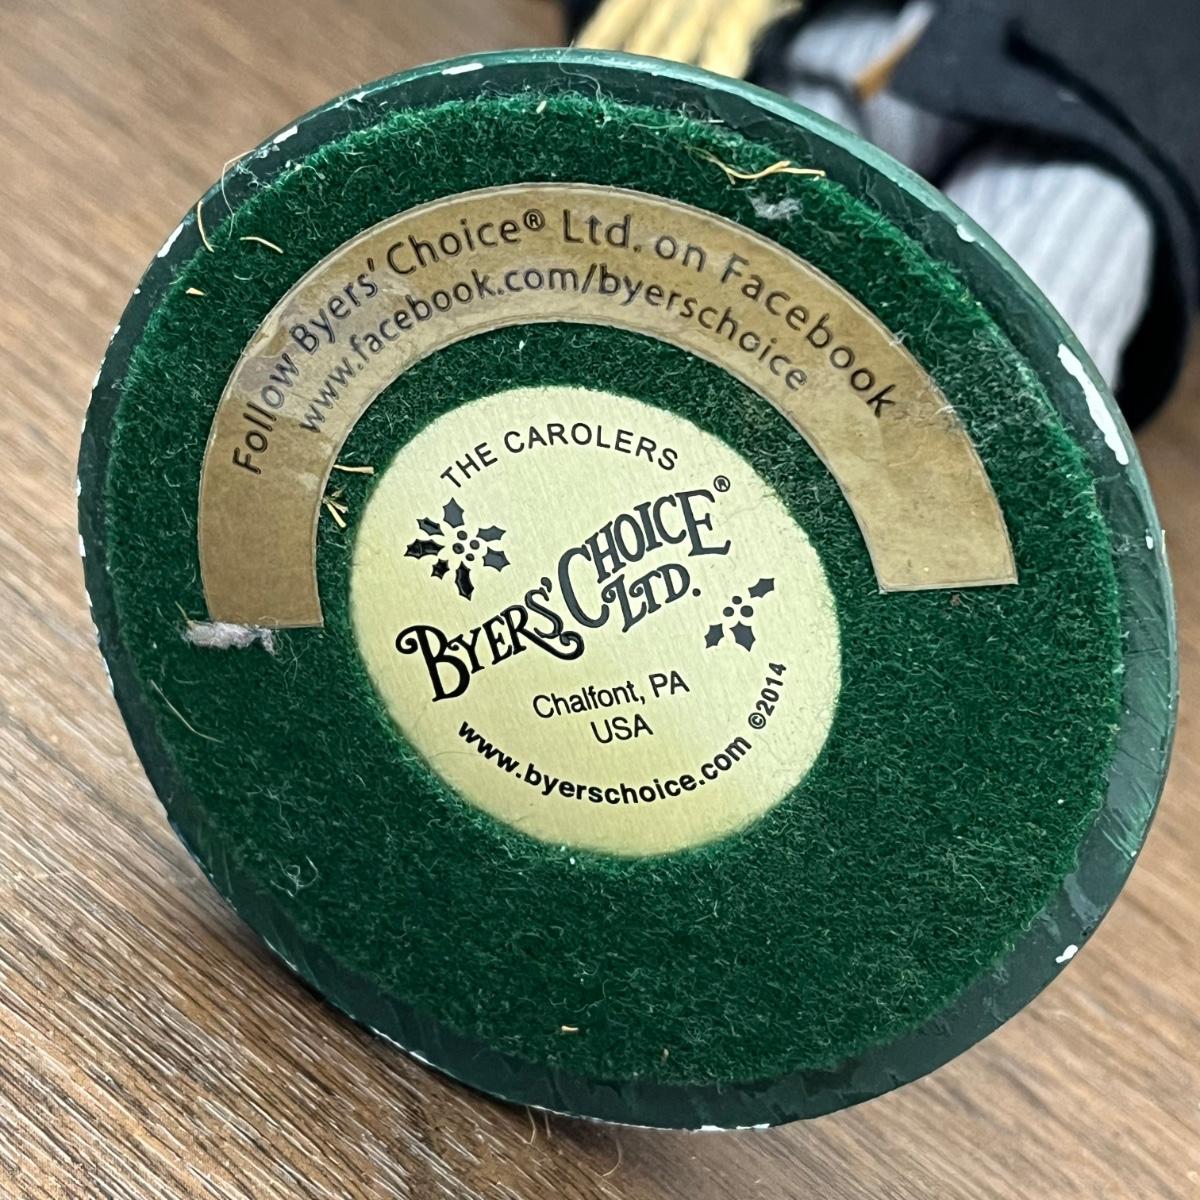 Follow Byers' Choice® Ltd. on Facebook
www.facebook.com/byerschoice
THE CAROLERS
BYERS' CHOICE®
LTD.
Chalfont, PA
USA
www.byerschoice.com ©2014